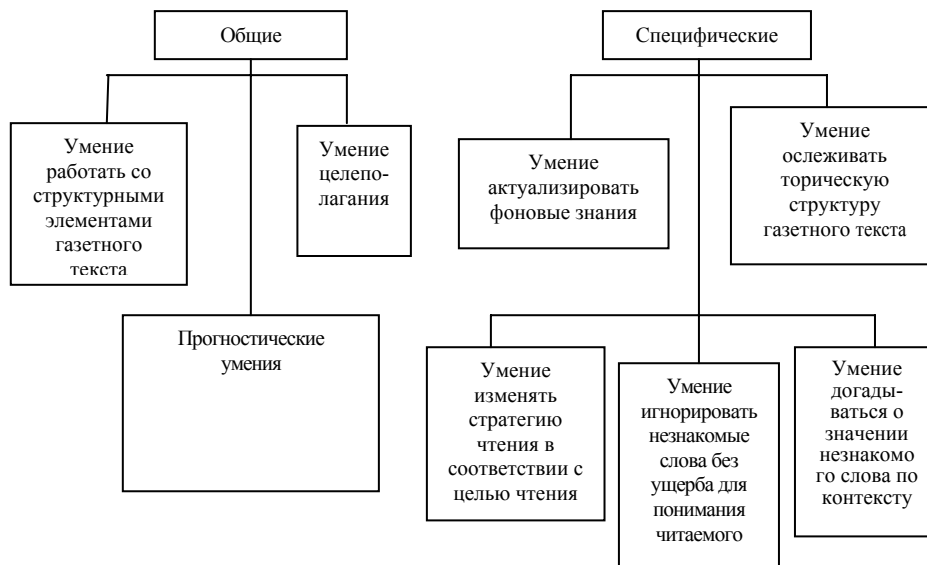 Общие
Специфические
Умение
работать со
структурными
элементами
газетного
текста
Умение
целепо-
лагания
Умение
актуализировать
фоновые знания
Умение
ослеживать
торическую
структуру
газетного текста
Прогностические
умения
Умение
изменять
стратегию
чтения в
соответствии с
целью чтения
Умение
игнорировать
незнакомые
слова без
ущерба для
понимания
читаемого
Умение
догады-
ваться о
значении
незнакомо
го слова по
контексту